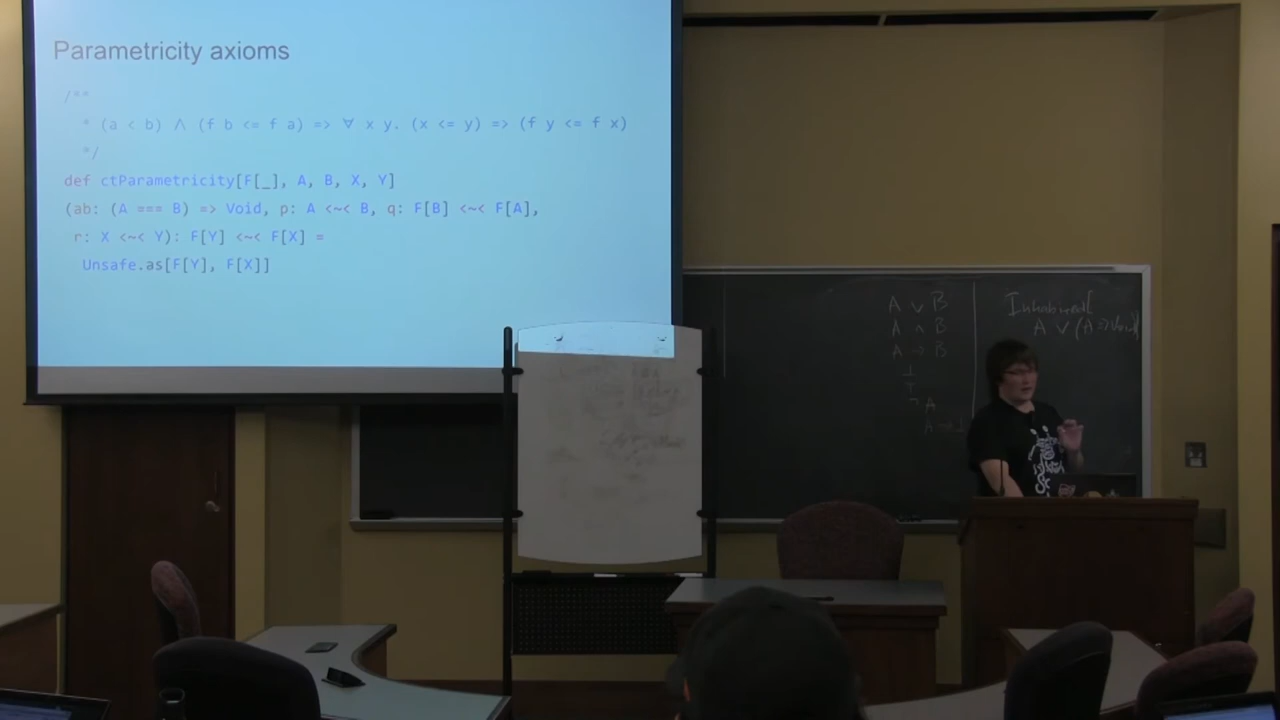 Parametricity axioms
/**
* (a < b) ∧ (f b <= f a) => ∀ x y. (x <= y) => (f y <= f x)
*/
def ctParametricity[F[_], A, B, X, Y]
(ab: (A === B) => Void, p: A <~< B, q: F[B] <~< F[A],
r: X <~< Y): F[Y] <~< F[X] =
Unsafe.as[F[Y], F[X]]
A ∨ B
A ∧ B
A → B
⊥
⊤
¬ A
A → ⊥
Inhabited[
A ∨ (A => Void)